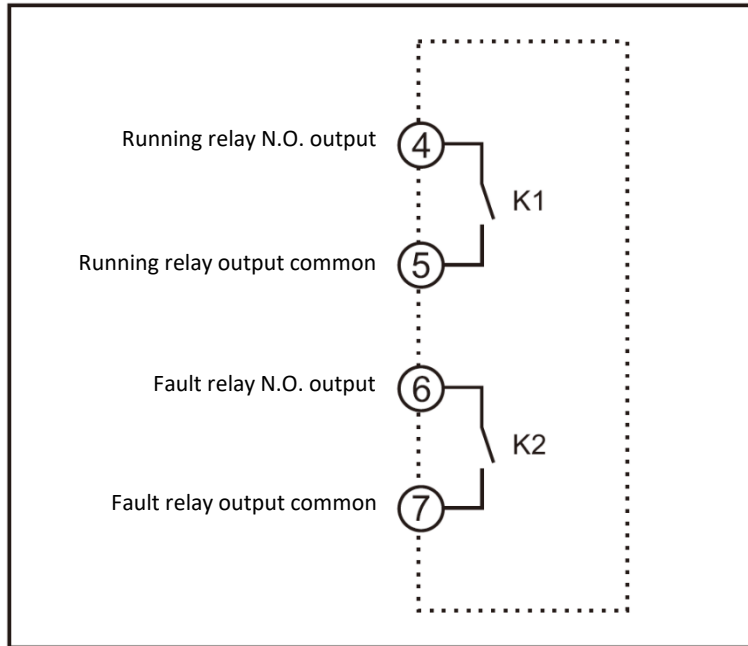 Running relay N.O. output 4
K1
Running relay output common 5
Fault relay N.O. output 6
K2
Fault relay output common 7